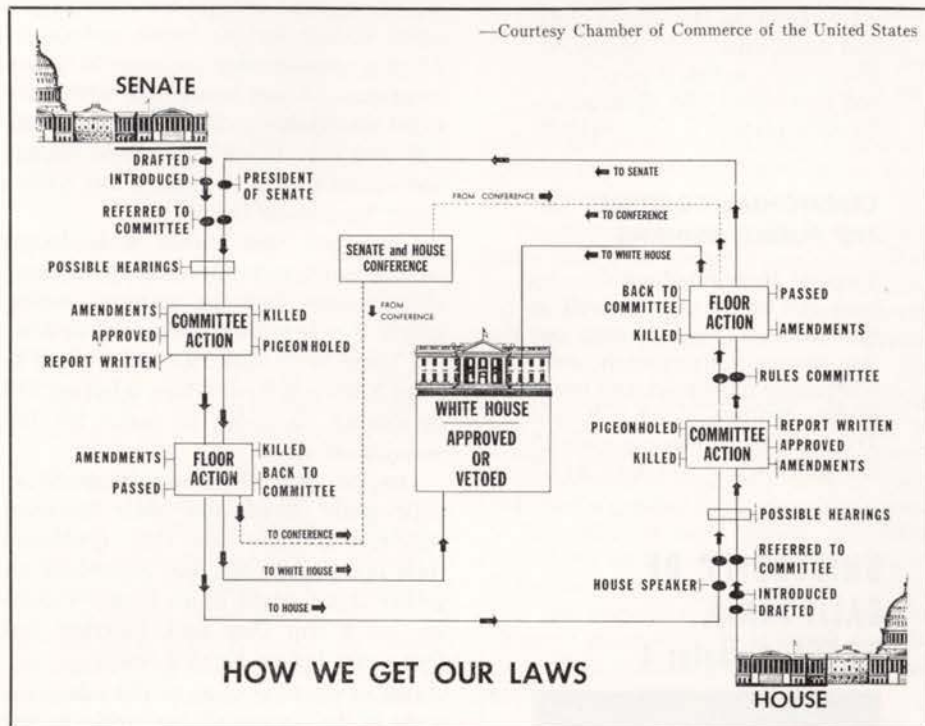 —Courtesy Chamber of Commerce of the United States
SENATE
DRAFTED
INTRODUCED
PRESIDENT
OF SENATE
REFERRED TO
COMMITTEE
POSSIBLE HEARINGS
AMENDMENTS
APPROVED
REPORT WRITTEN
COMMITTEE
ACTION
KILLED
PIGEONHOLED
AMENDMENTS
PASSED
FLOOR
ACTION
KILLED
BACK TO
COMMITTEE
TO CONFERENCE
TO WHITE HOUSE
TO HOUSE
SENATE and HOUSE
CONFERENCE
FROM
CONFERENCE
WHITE HOUSE
APPROVED
OR
VETOED
TO SENATE
FROM CONFERENCE
TO CONFERENCE
TO WHITE HOUSE
BACK TO
COMMITTEE
KILLED
FLOOR
ACTION
PASSED
AMENDMENTS
RULES COMMITTEE
PIGEONHOLED
KILLED
COMMITTEE
ACTION
REPORT WRITTEN
APPROVED
AMENDMENTS
POSSIBLE HEARINGS
REFERRED TO
COMMITTEE
HOUSE SPEAKER
INTRODUCED
DRAFTED
HOUSE
HOW WE GET OUR LAWS